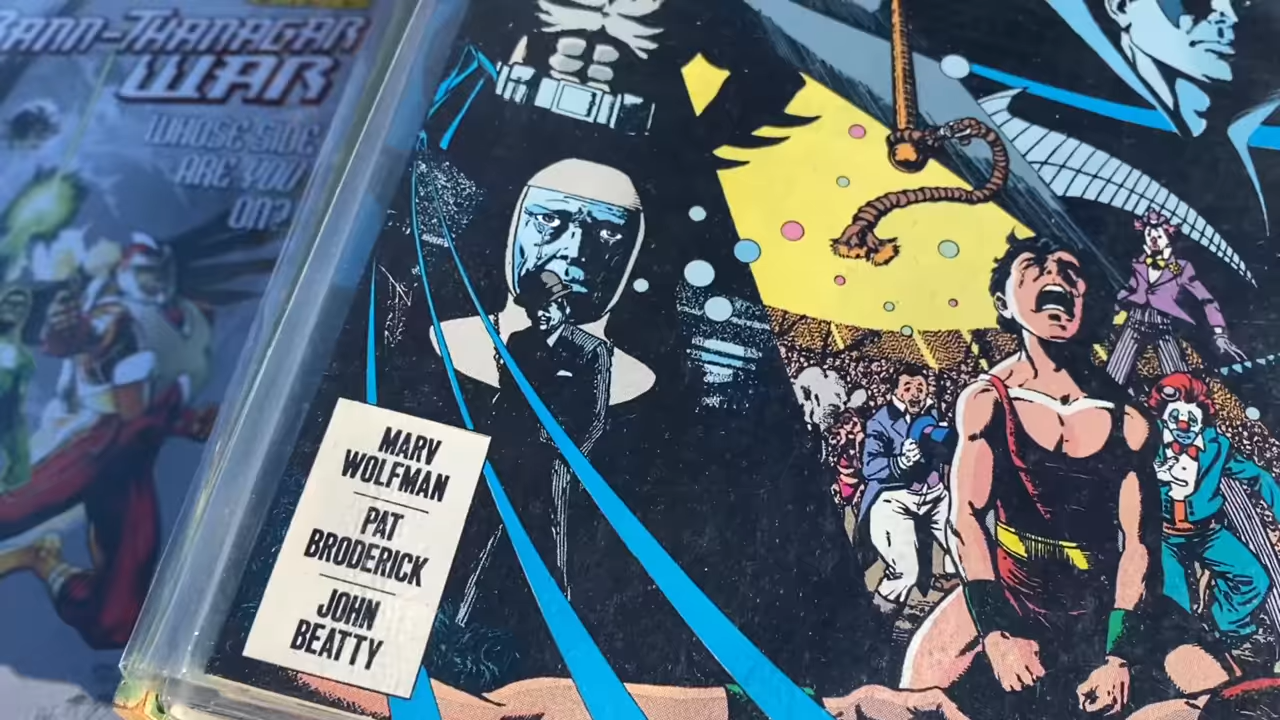 RANN-THANAGAR
WAR
WHOSE SIDE
ARE YOU
ON?
MARV
WOLFMAN
PAT
BRODERICK
JOHN
BEATTY